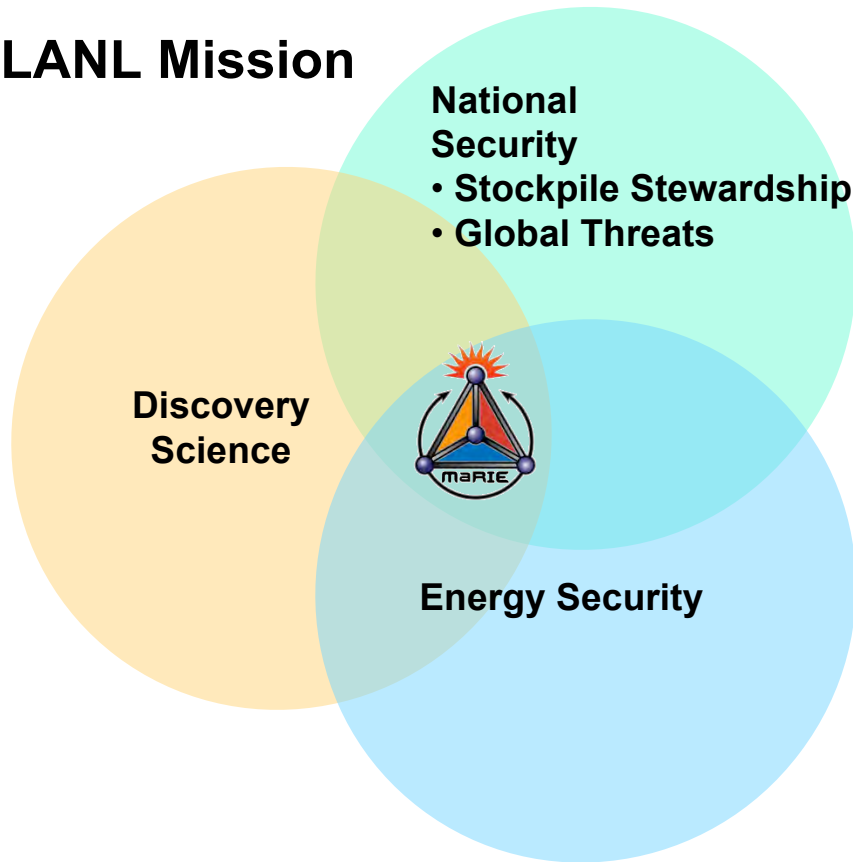 LANL Mission
National
Security
• Stockpile Stewardship
• Global Threats
Discovery
Science
MaRIE
Energy Security